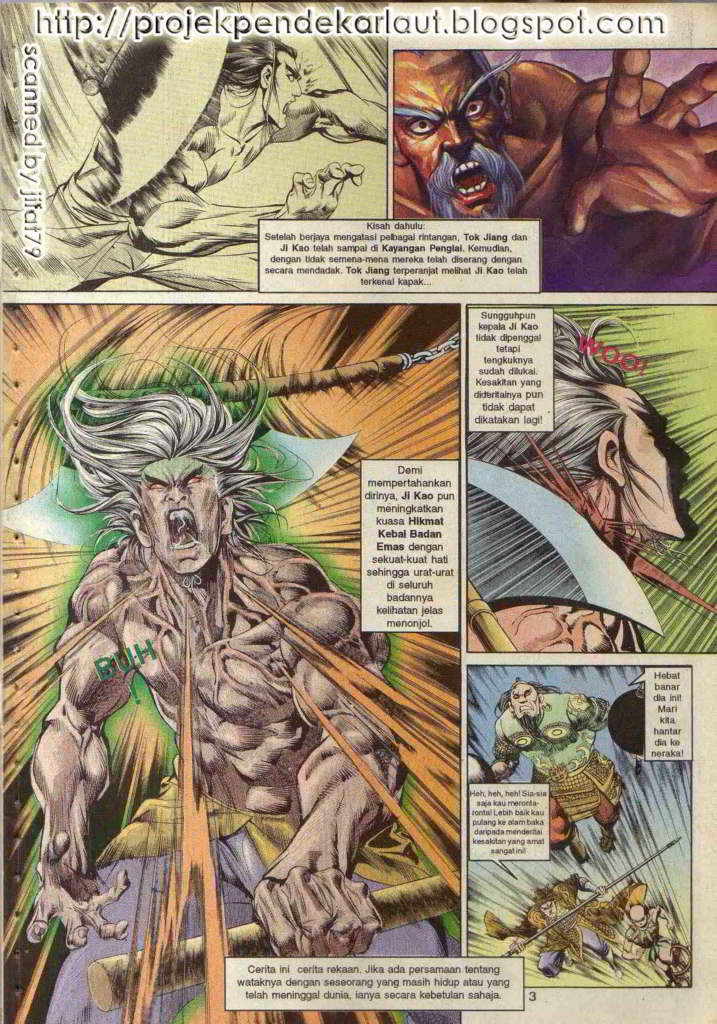 http://projekpendekarlaut.blogspot.com
scanned by jlifat79
Kisah dahulu:
Setelah berjaya mengatasi pelbagai rintangan, Tok Jiang dan
Ji Kao telah sampai di Kayangan Penglai. Kemudian,
dengan tidak semena-mena mereka telah diserang dengan
secara mendadak. Tok Jiang terperanjat melihat Ji Kao telah
terkenal kapak...
Sungguhpun
kepala Ji Kao
tidak dipenggal
tetapi
tengkuknya
sudah dilukai.
Kesakitan yang
dideritainya pun
tidak dapat
dikatakan lagi!
WOO!
Demi
mempertahankan
dirinya, Ji Kao pun
meningkatkan
kuasa Hikmat
Kebai Badan
Emas dengan
sekuat-kuat hati
sehingga urat-urat
di seluruh
badannya
kelihatan jelas
menonjol.
BUH
!
Hebat
banar
dia ini!
Mari
kita
hantar
dia ke
neraka!
Heh, heh, heh! Sia-sia
saja kau meronta-
ronta! Lebih baik kau
pulang ke alam baka
daripada menderitai
kesakitan yang amat
sangat ini!
Cerita ini cerita rekaan. Jika ada persamaan tentang
wataknya dengan seseorang yang masih hidup atau yang
telah meninggal dunia, ianya secara kebetulan sahaja.
3